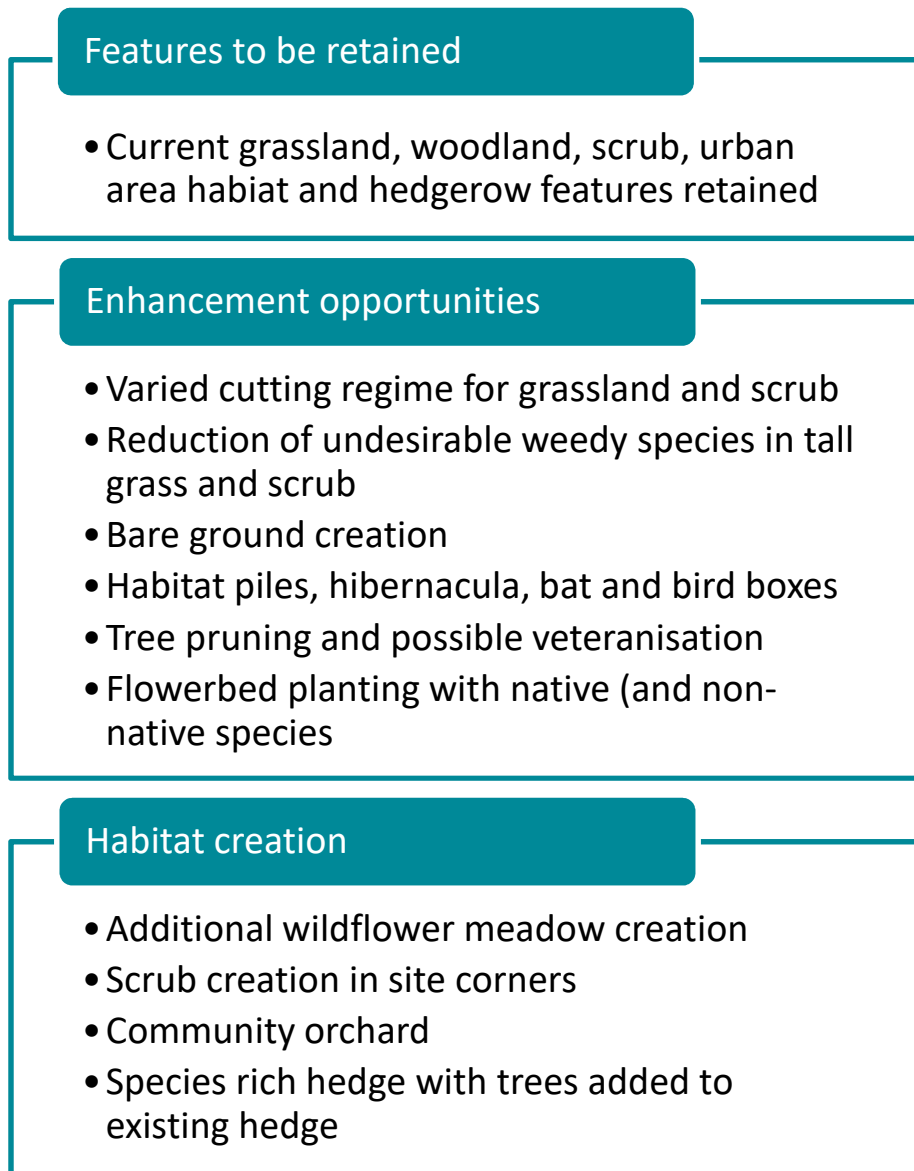 Features to be retained
•Current grassland, woodland, scrub, urban
area habiat and hedgerow features retained
Enhancement opportunities
•Varied cutting regime for grassland and scrub
•Reduction of undesirable weedy species in tall
grass and scrub
•Bare ground creation
•Habitat piles, hibernacula, bat and bird boxes
•Tree pruning and possible veteranisation
•Flowerbed planting with native (and non-
native species
Habitat creation
•Additional wildflower meadow creation
•Scrub creation in site corners
•Community orchard
•Species rich hedge with trees added to
existing hedge